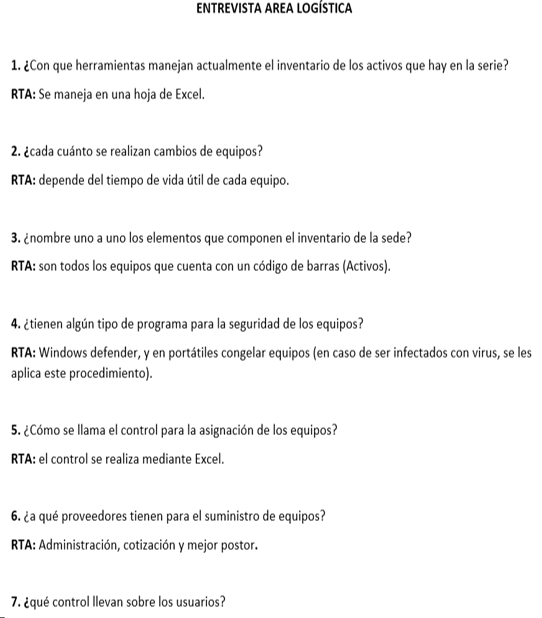 ENTREVISTA AREA LOGÍSTICA
1. ¿Con que herramientas manejan actualmente el inventario de los activos que hay en la serie?
RTA: Se maneja en una hoja de Excel.
2. ¿cada cuánto se realizan cambios de equipos?
RTA: depende del tiempo de vida útil de cada equipo.
3. ¿nombre uno a uno los elementos que componen el inventario de la sede?
RTA: son todos los equipos que cuenta con un código de barras (Activos).
4. ¿tienen algún tipo de programa para la seguridad de los equipos?
RTA: Windows defender, y en portátiles congelar equipos (en caso de ser infectados con virus, se les
aplica este procedimiento).
5. ¿Cómo se llama el control para la asignación de los equipos?
RTA: el control se realiza mediante Excel.
6. ¿a qué proveedores tienen para el suministro de equipos?
RTA: Administración, cotización y mejor postor.
7. ¿qué control llevan sobre los usuarios?